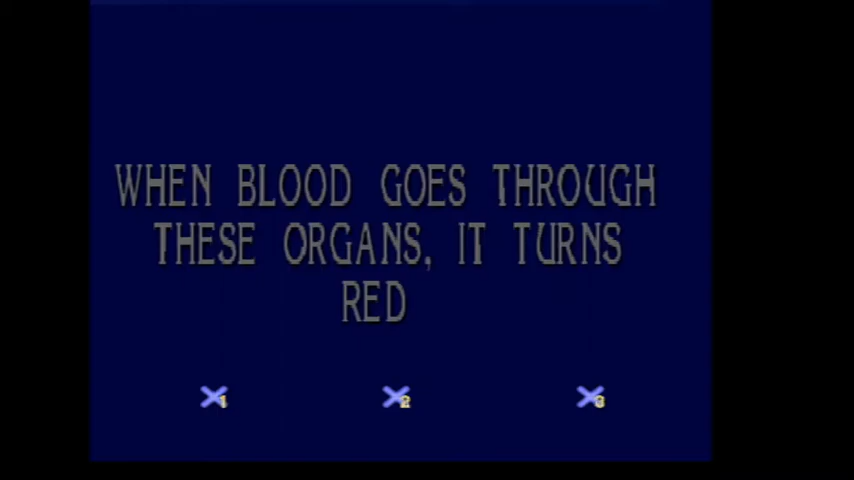 WHEN BLOOD GOES THROUGH
THESE ORGANS, IT TURNS
RED
1 2 3